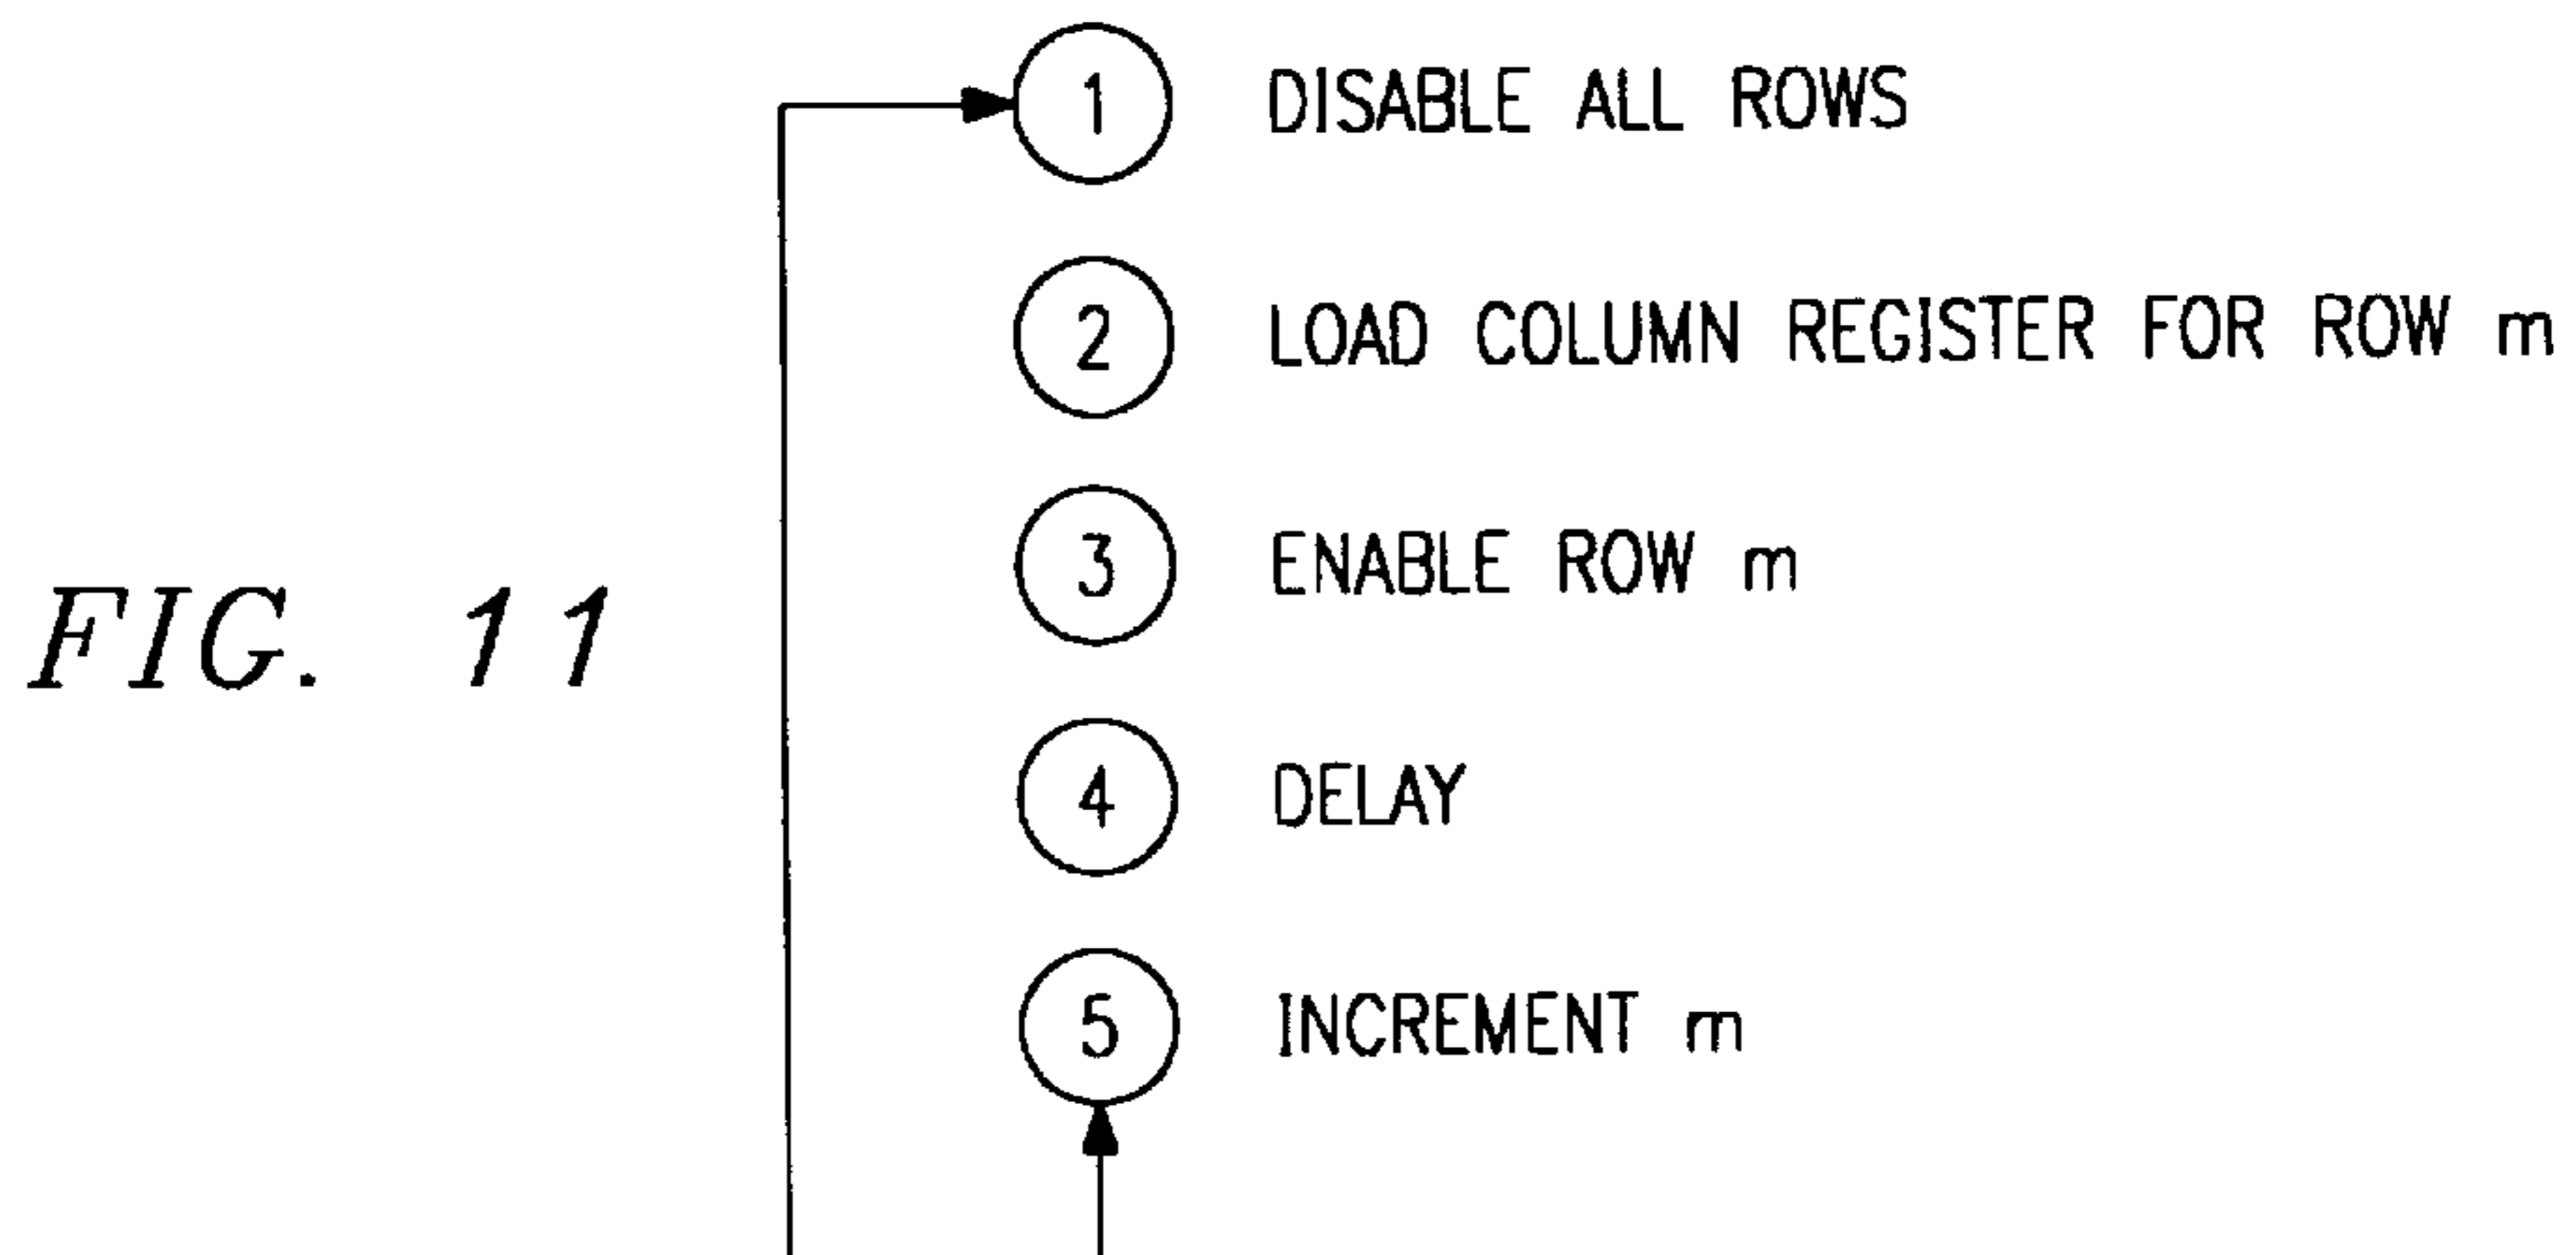 1 DISABLE ALL ROWS
2 LOAD COLUMN REGISTER FOR ROW m
3 ENABLE ROW m
FIG. 11
4 DELAY
5 INCREMENT m